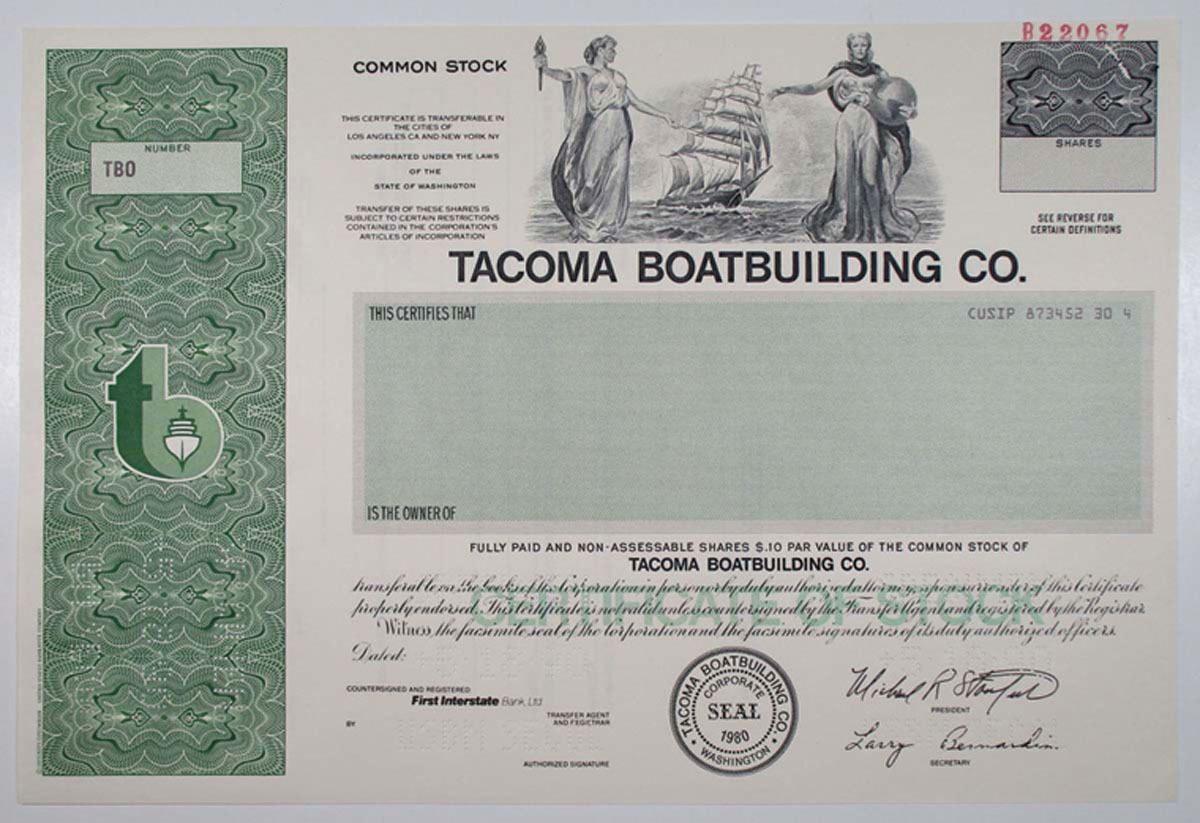 B22067
COMMON STOCK
THIS CERTIFICATE IS TRANSFERABLE IN
THE CITIES OF
LOS ANGELES CA AND NEW YORK NY
INCORPORATED UNDER THE LAWS
OF THE
STATE OF WASHINGTON
TRANSFER OF THESE SHARES IS
SUBJECT TO CERTAIN RESTRICTIONS
CONTAINED IN THE CORPORATION'S
ARTICLES OF INCORPORATION
NUMBER
TBO
SHARES
SEE REVERSE FOR
CERTAIN DEFINITIONS
TACOMA BOATBUILDING CO.
THIS CERTIFIES THAT
CUSIP 873452 30 4
tb
IS THE OWNER OF
FULLY PAID AND NON-ASSESSABLE SHARES $.10 PAR VALUE OF THE COMMON STOCK OF
TACOMA BOATBUILDING CO.
transferable on the books of the Corporation in person or by duly authorized attorney upon surrender of this Certificate
properly endorsed. This Certificate is not valid unless countersigned by the Transfer Agent and registered by the Registrar.
CERTIFICATE OF STOCK
Witness, the facsimile seal of the Corporation and the facsimile signatures of its duly authorized officers.
Dated:
COUNTERSIGNED AND REGISTERED
First Interstate Bank, Ltd
TRANSFER AGENT
AND REGISTRAR
BY
AUTHORIZED SIGNATURE
TACOMA BOATBUILDING CO.
CORPORATE
SEAL
1980
WASHINGTON
Michael R
PRESIDENT
Larry Bernardin
SECRETARY